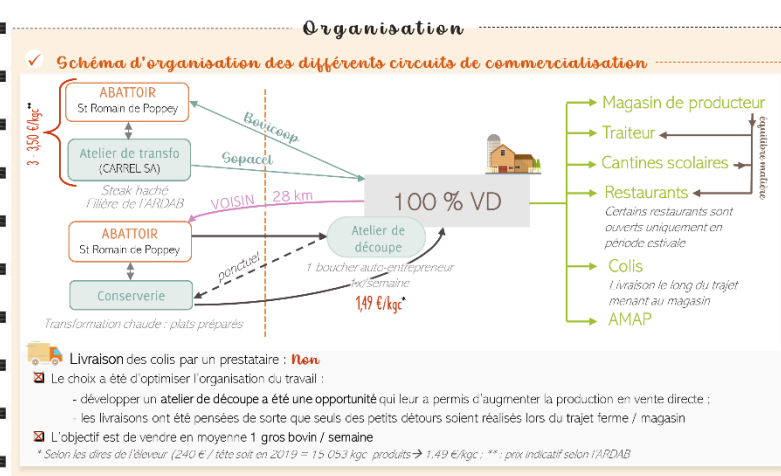 Organisation
Schéma d'organisation des différents circuits de commercialisation
3 - 3,50 €/kgc**
ABATTOIR
St Romain de Poppey
Atelier de transfo
(CARREL SA)
Steak haché
Filière de l'ARDAB
Bovicoop
Sopacel
VOISIN
28 km
ABATTOIR
St Romain de Poppey
Conserverie
Transformation chaude : plats préparés
ponctuel
100 % VD
Atelier de
découpe
1 boucher auto-entrepreneur
1x/semaine
1,49 €/kgc*
Magasin de producteur
Traiteur
Cantines scolaires
Restaurants
Certains restaurants sont
ouverts uniquement en
période estivale
équilibre matière
Colis
Livraison le long du trajet
menant au magasin
AMAP
Livraison des colis par un prestataire : Non
Le choix a été d'optimiser l'organisation du travail :
- développer un atelier de découpe a été une opportunité qui leur a permis d'augmenter la production en vente directe ;
- les livraisons ont été pensées de sorte que seuls des petits détours soient réalisés lors du trajet ferme / magasin
L'objectif est de vendre en moyenne 1 gros bovin / semaine
* Selon les dires de l'éleveur (240 € / tête soit en 2019 = 15 053 kgc produits→ 1,49 €/kgc ; ** : prix indicatif selon l'ARDAB